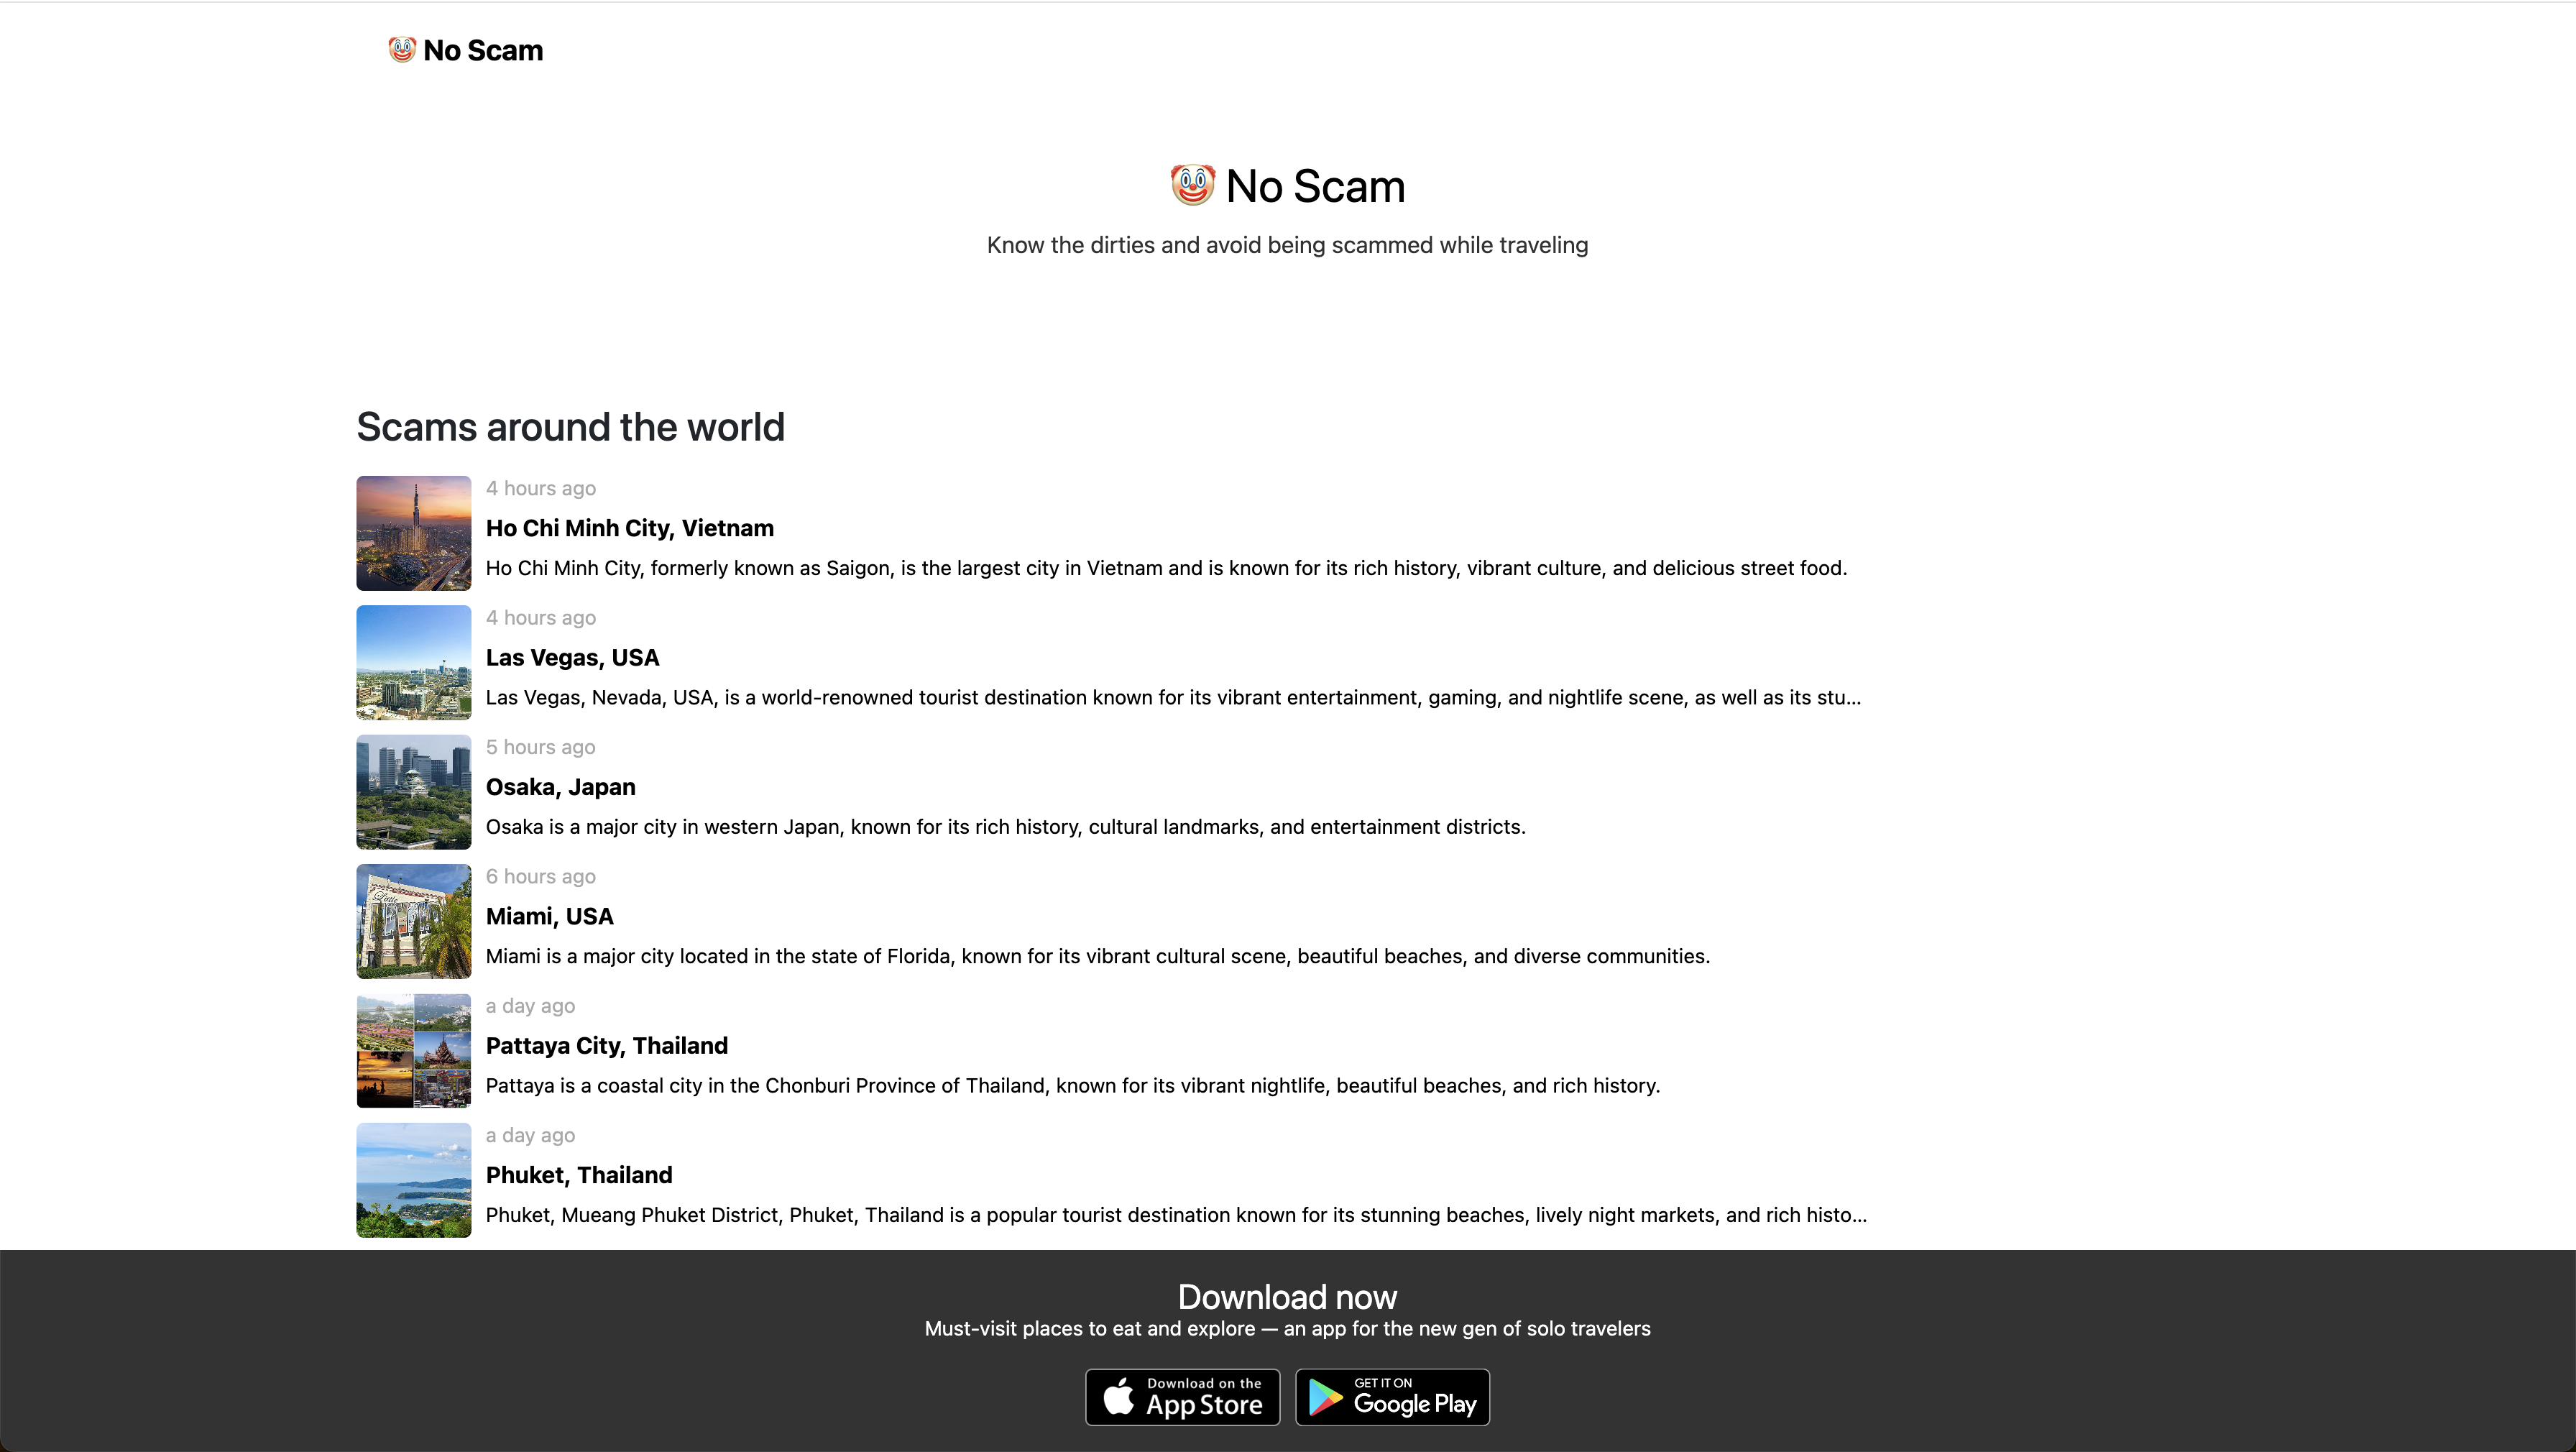 🤡 No Scam
🤡 No Scam
Know the dirties and avoid being scammed while traveling
Scams around the world
4 hours ago
Ho Chi Minh City, Vietnam
Ho Chi Minh City, formerly known as Saigon, is the largest city in Vietnam and is known for its rich history, vibrant culture, and delicious street food.
4 hours ago
Las Vegas, USA
Las Vegas, Nevada, USA, is a world-renowned tourist destination known for its vibrant entertainment, gaming, and nightlife scene, as well as its stu...
5 hours ago
Osaka, Japan
Osaka is a major city in western Japan, known for its rich history, cultural landmarks, and entertainment districts.
6 hours ago
Miami, USA
Miami is a major city located in the state of Florida, known for its vibrant cultural scene, beautiful beaches, and diverse communities.
a day ago
Pattaya City, Thailand
Pattaya is a coastal city in the Chonburi Province of Thailand, known for its vibrant nightlife, beautiful beaches, and rich history.
a day ago
Phuket, Thailand
Phuket, Mueang Phuket District, Phuket, Thailand is a popular tourist destination known for its stunning beaches, lively night markets, and rich histo...
Download now
Must-visit places to eat and explore — an app for the new gen of solo travelers
Download on the
App Store
GET IT ON
Google Play